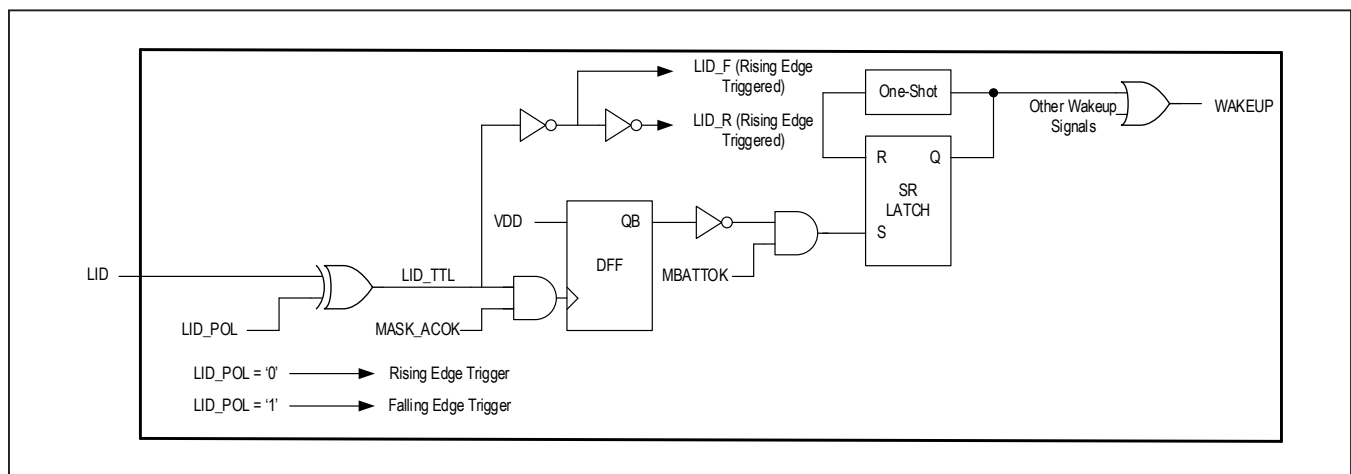 LID_F (Rising Edge
Triggered)
One-Shot
Other Wakeup
Signals
WAKEUP
LID_R (Rising Edge
Triggered)
R
Q
SR
LATCH
S
VDD
QB
DFF
MBATTOK
LID
LID_TTL
LID_POL
MASK_ACOK
LID_POL = ‘0’
Rising Edge Trigger
LID_POL = ‘1’
Falling Edge Trigger